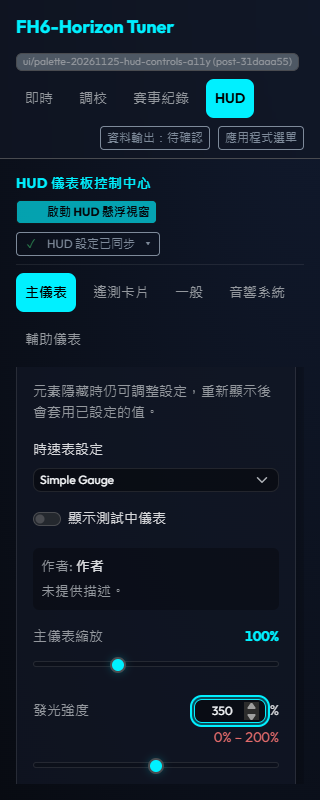 FH6-Horizon Tuner
ui/palette-20261125-hud-controls-a11y (post-31daaa55)
即時 調校 賽事紀錄 HUD
資料輸出：待確認 應用程式選單
HUD 儀表板控制中心
啟動 HUD 懸浮視窗
✓ HUD 設定已同步
主儀表 遙測卡片 一般 音響系統
輔助儀表
元素隱藏時仍可調整設定，重新顯示後
會套用已設定的值。
時速表設定
Simple Gauge
顯示測試中儀表
作者: 作者
未提供描述。
主儀表縮放 100%
發光強度 350 %
0% – 200%